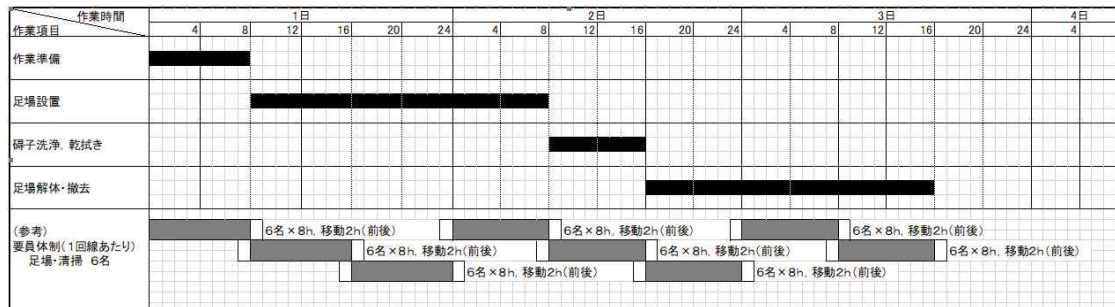 作業時間
作業項目
1日 2日 3日 4日
4 8 12 16 20 24 4 8 12 16 20 24 4 8 12 16 20 24 4
作業準備
足場設置
碍子洗浄，乾拭き
足場解体・撤去
(参考)
要員体制(1回線あたり)
足場・清掃 6名
6名×8h，移動2h(前後) 6名×8h，移動2h(前後) 6名×8h，移動2h(前後)
6名×8h，移動2h(前後) 6名×8h，移動2h(前後) 6名×8h，移動2h(前後)
6名×8h，移動2h(前後) 6名×8h，移動2h(前後)